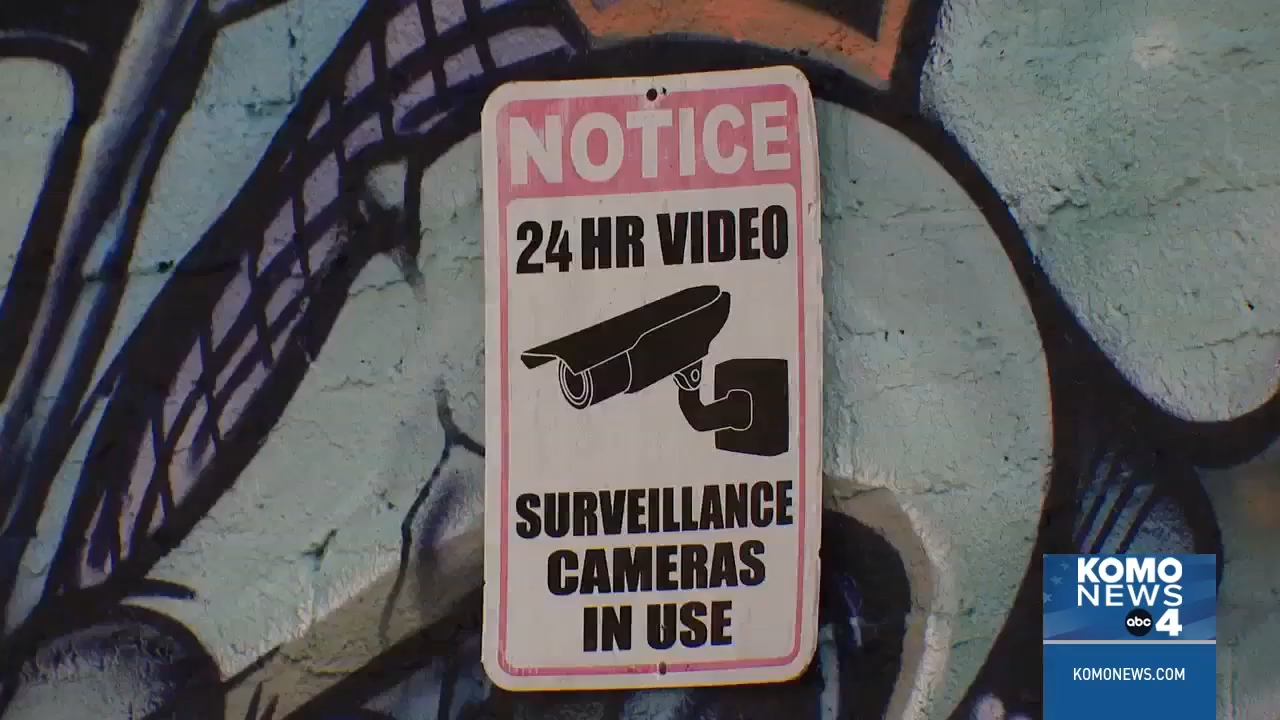 NOTICE
24 HR VIDEO
SURVEILLANCE
CAMERAS
IN USE
KOMO
NEWS
abc 4
KOMONEWS.COM